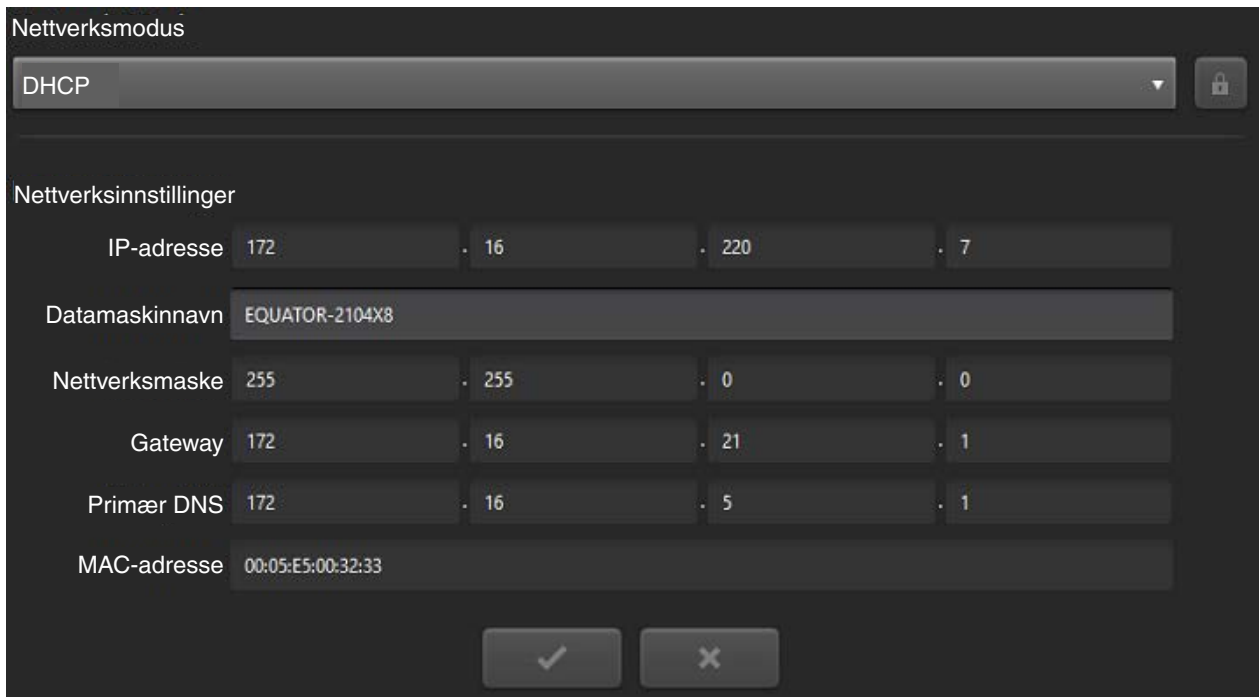 Nettverksmodus
DHCP
Nettverksinnstillinger
IP-adresse 172 . 16 . 220 . 7
Datamaskinnavn EQUATOR-2104X8
Nettverksmaske 255 . 255 . 0 . 0
Gateway 172 . 16 . 21 . 1
Primær DNS 172 . 16 . 5 . 1
MAC-adresse 00:05:E5:00:32:33